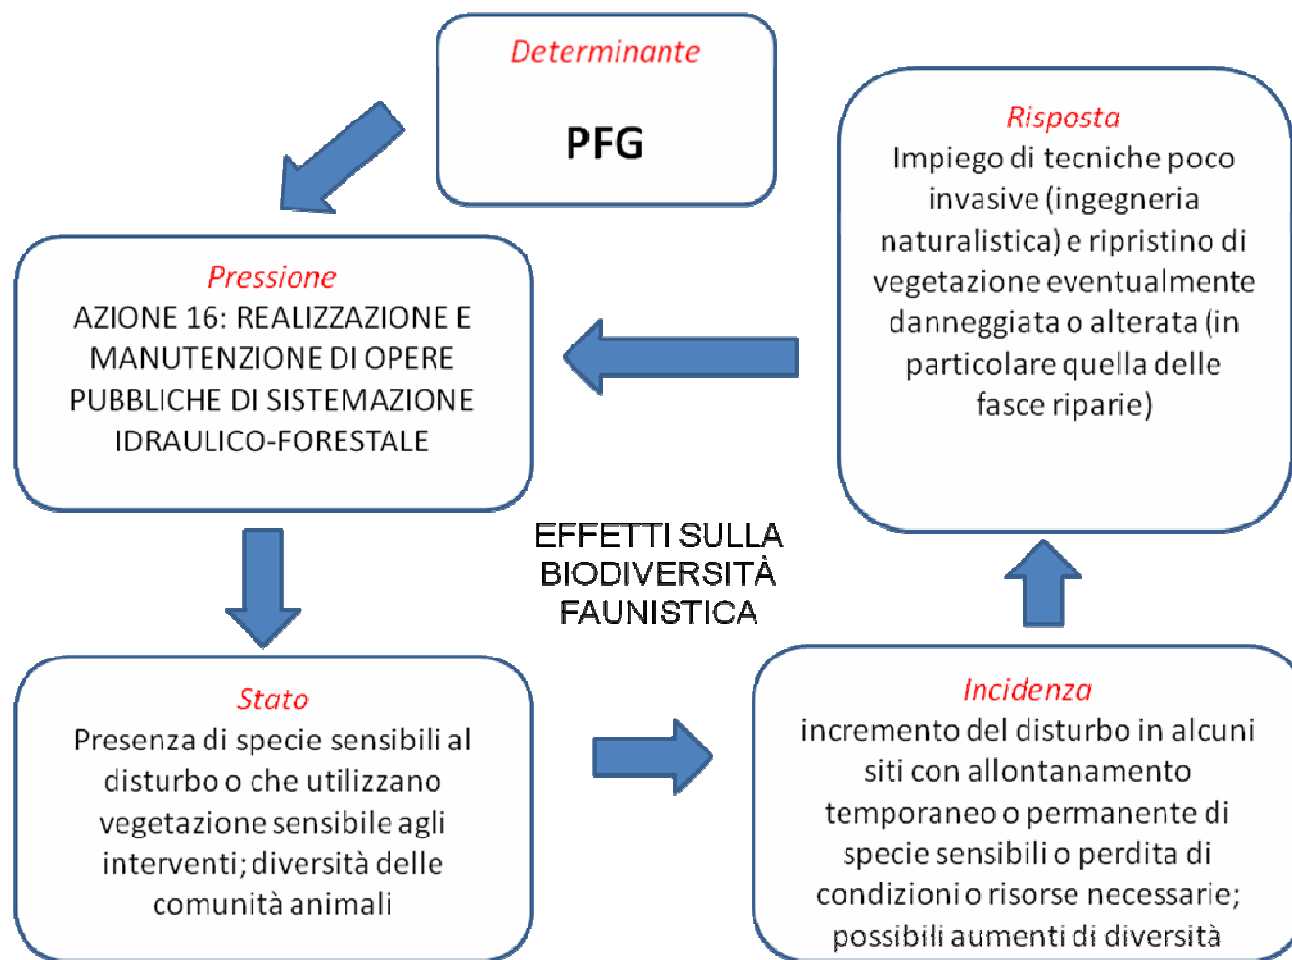 Determinante
PFG
Risposta
Impiego di tecniche poco
invasive (ingegneria
naturalistica) e ripristino di
vegetazione eventualmente
danneggiata o alterata (in
particolare quella delle
fasce riparie)
Pressione
AZIONE 16: REALIZZAZIONE E
MANUTENZIONE DI OPERE
PUBBLICHE DI SISTEMAZIONE
IDRAULICO-FORESTALE
EFFETTI SULLA
BIODIVERSITÀ
FAUNISTICA
Stato
Presenza di specie sensibili al
disturbo o che utilizzano
vegetazione sensibile agli
interventi; diversità delle
comunità animali
Incidenza
incremento del disturbo in alcuni
siti con allontanamento
temporaneo o permanente di
specie sensibili o perdita di
condizioni o risorse necessarie;
possibili aumenti di diversità